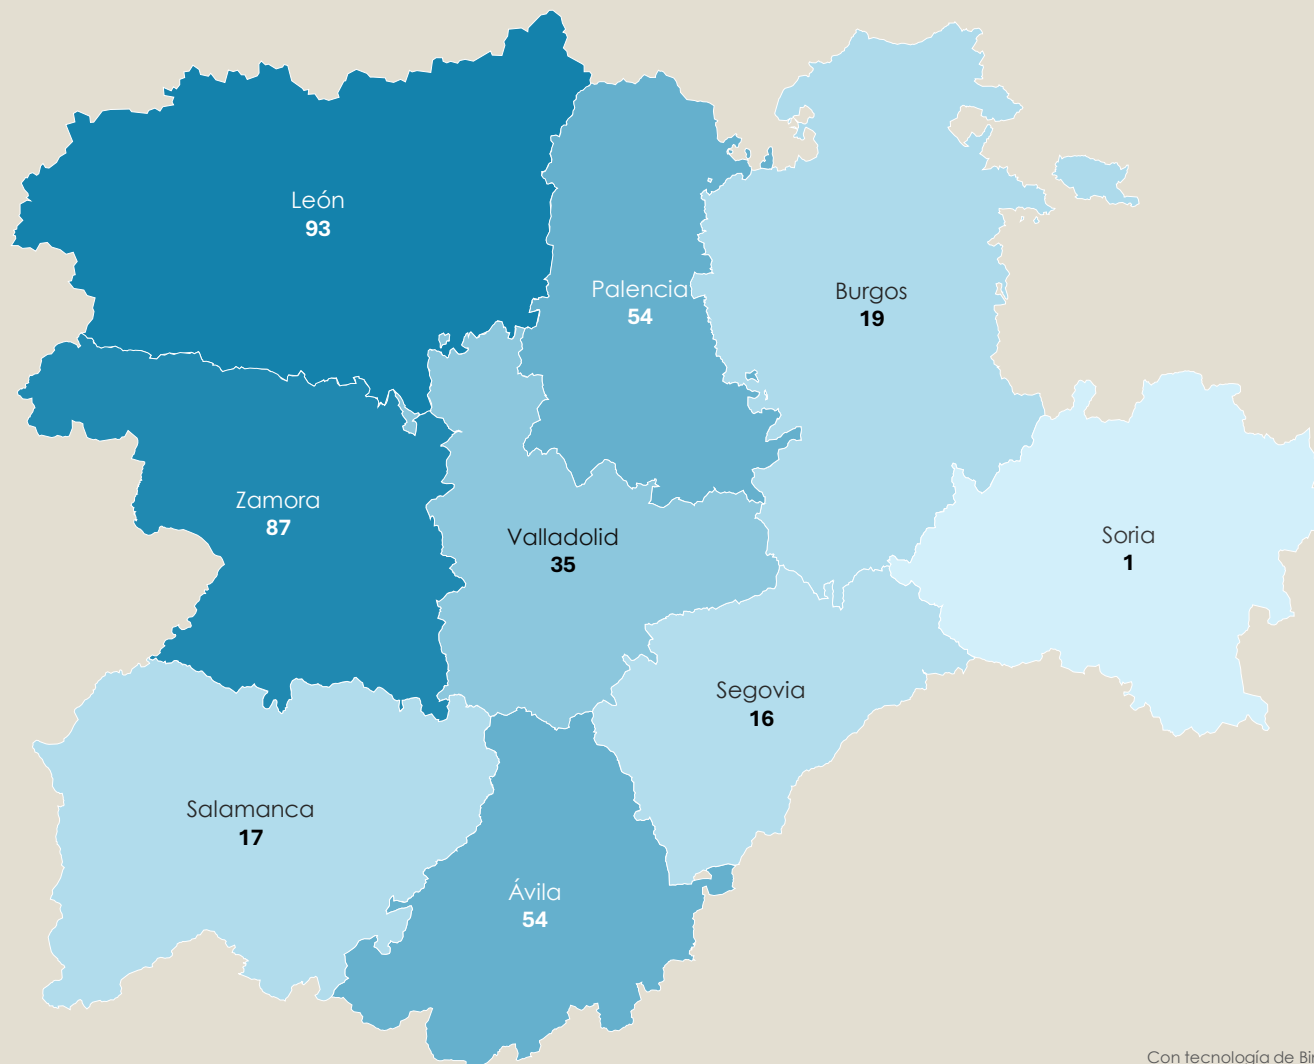 León
93
Palencia
54
Burgos
19
Zamora
87
Valladolid
35
Soria
1
Segovia
16
Salamanca
17
Ávila
54
Con tecnología de Bi